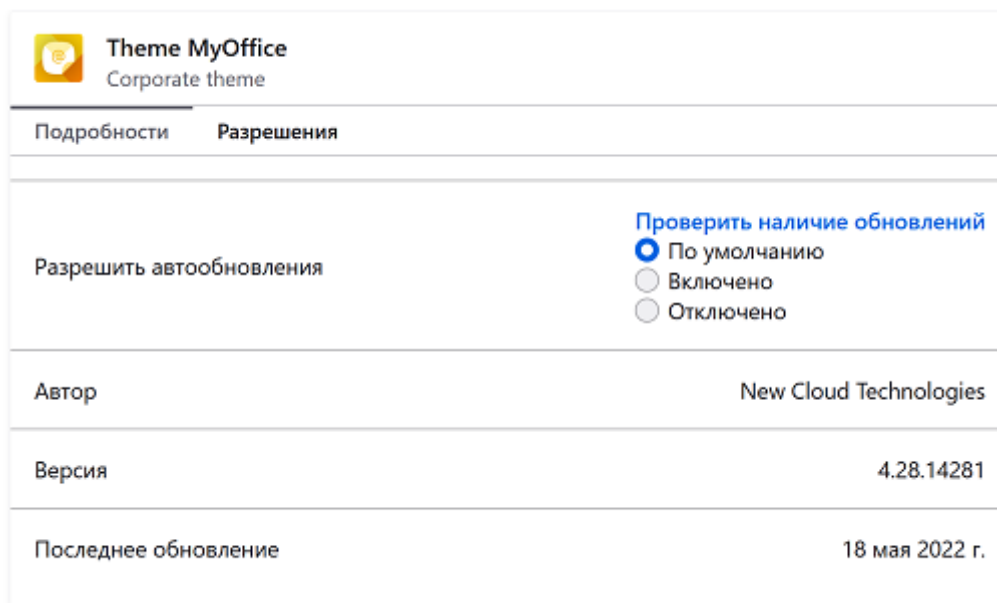 Theme MyOffice
Corporate theme
Подробности Разрешения
Проверить наличие обновлений
Разрешить автообновления
По умолчанию
Включено
Отключено
Автор New Cloud Technologies
Версия 4.28.14281
Последнее обновление 18 мая 2022 г.